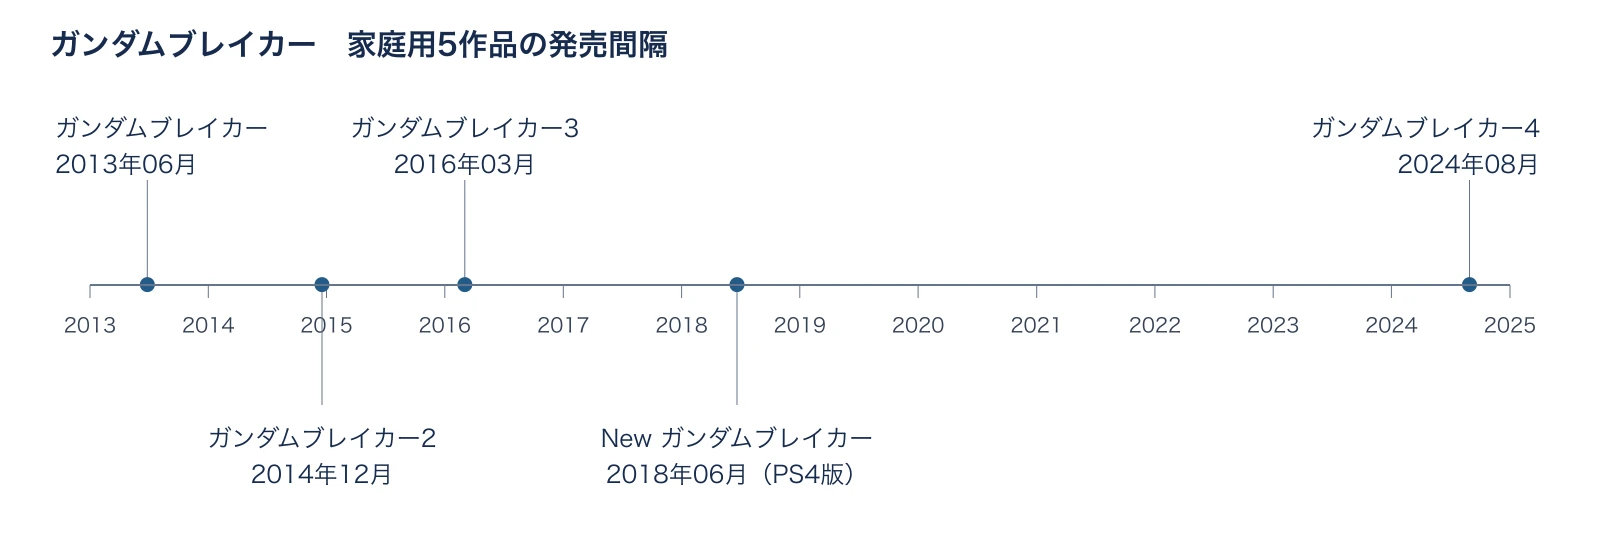 ガンダムブレイカー　家庭用5作品の発売間隔
ガンダムブレイカー
2013年06月
ガンダムブレイカー3
2016年03月
ガンダムブレイカー4
2024年08月
2013 2014 2015 2016 2017 2018 2019 2020 2021 2022 2023 2024 2025
ガンダムブレイカー2
2014年12月
New ガンダムブレイカー
2018年06月（PS4版）